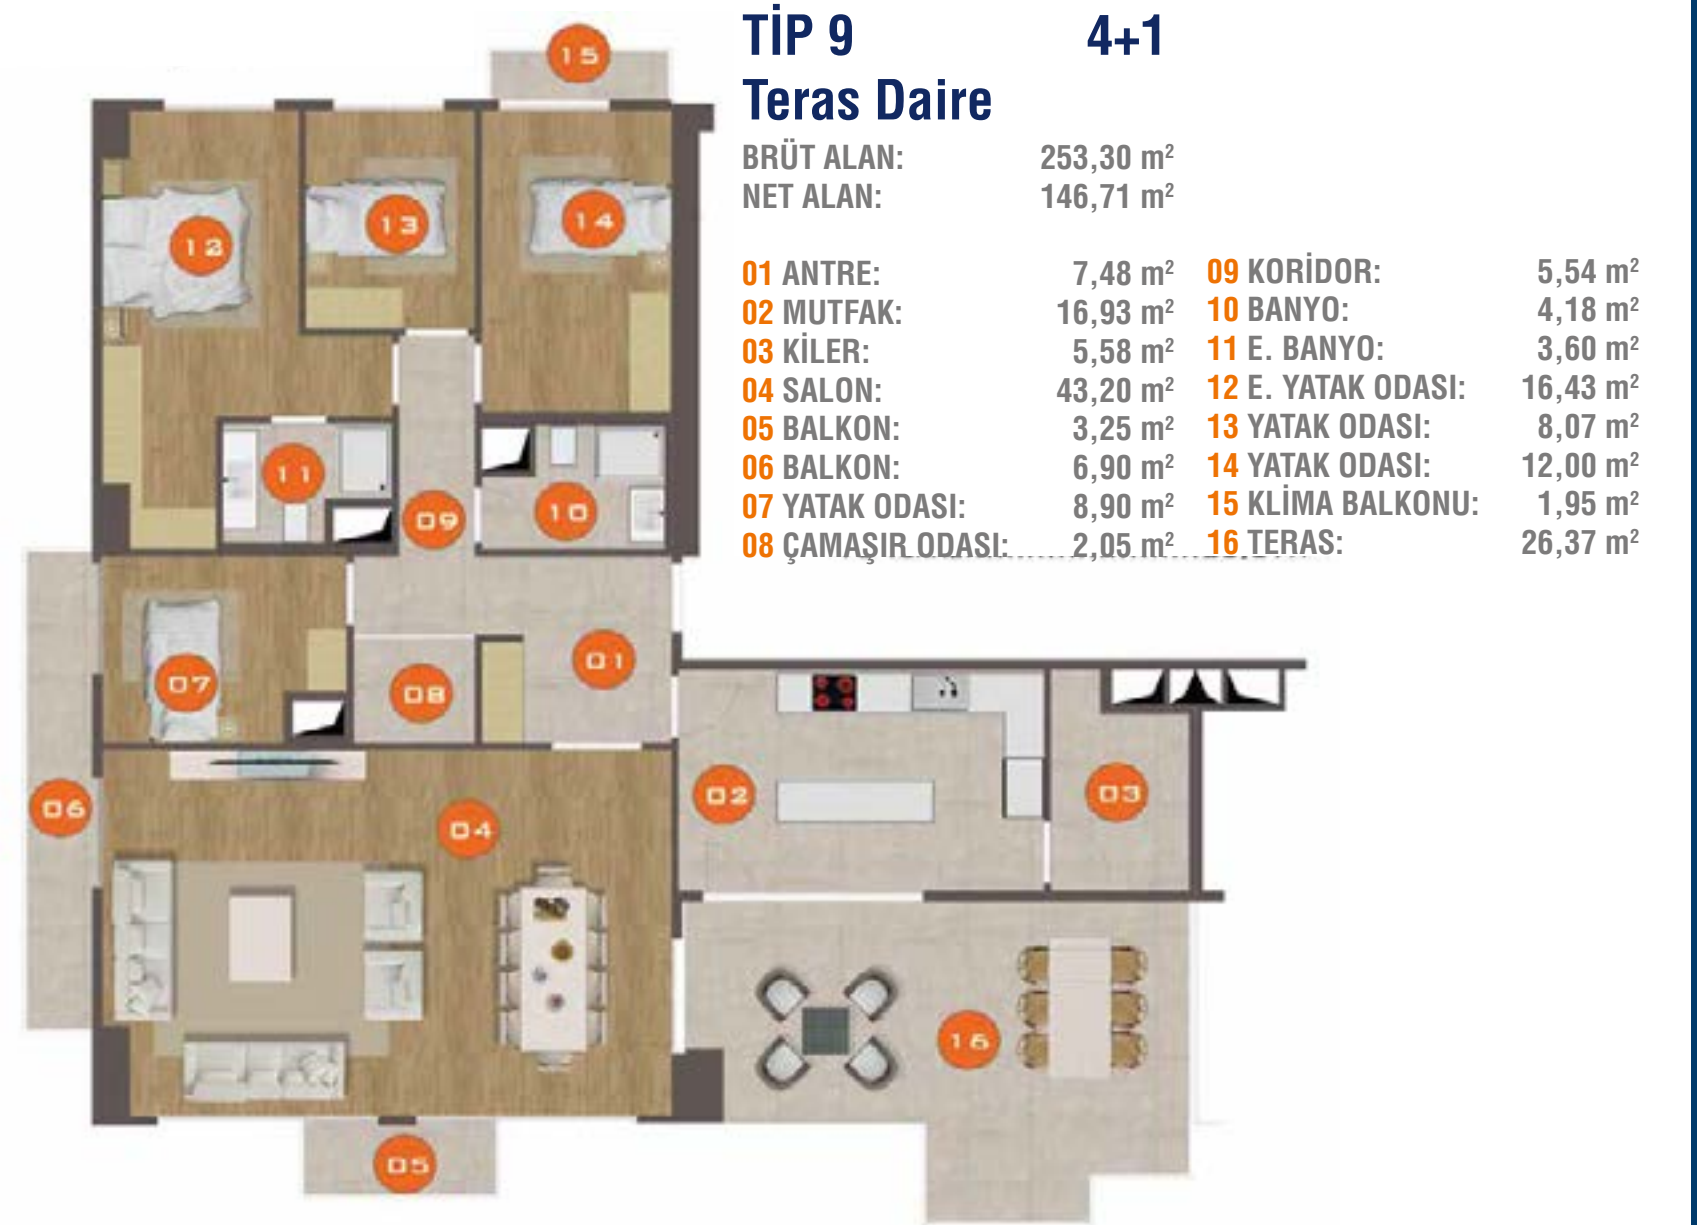 TİP 9 4+1
Teras Daire
BRÜT ALAN: 253,30 m²
NET ALAN: 146,71 m²
01 ANTRE: 7,48 m²
02 MUTFAK: 16,93 m²
03 KİLER: 5,58 m²
04 SALON: 43,20 m²
05 BALKON: 3,25 m²
06 BALKON: 6,90 m²
07 YATAK ODASI: 8,90 m²
08 ÇAMAŞIR ODASI: 2,05 m²
09 KORİDOR: 5,54 m²
10 BANYO: 4,18 m²
11 E. BANYO: 3,60 m²
12 E. YATAK ODASI: 16,43 m²
13 YATAK ODASI: 8,07 m²
14 YATAK ODASI: 12,00 m²
15 KLİMA BALKONU: 1,95 m²
16 TERAS: 26,37 m²
15
12
13
14
11
09
10
07
08
01
06
04
02
03
16
05